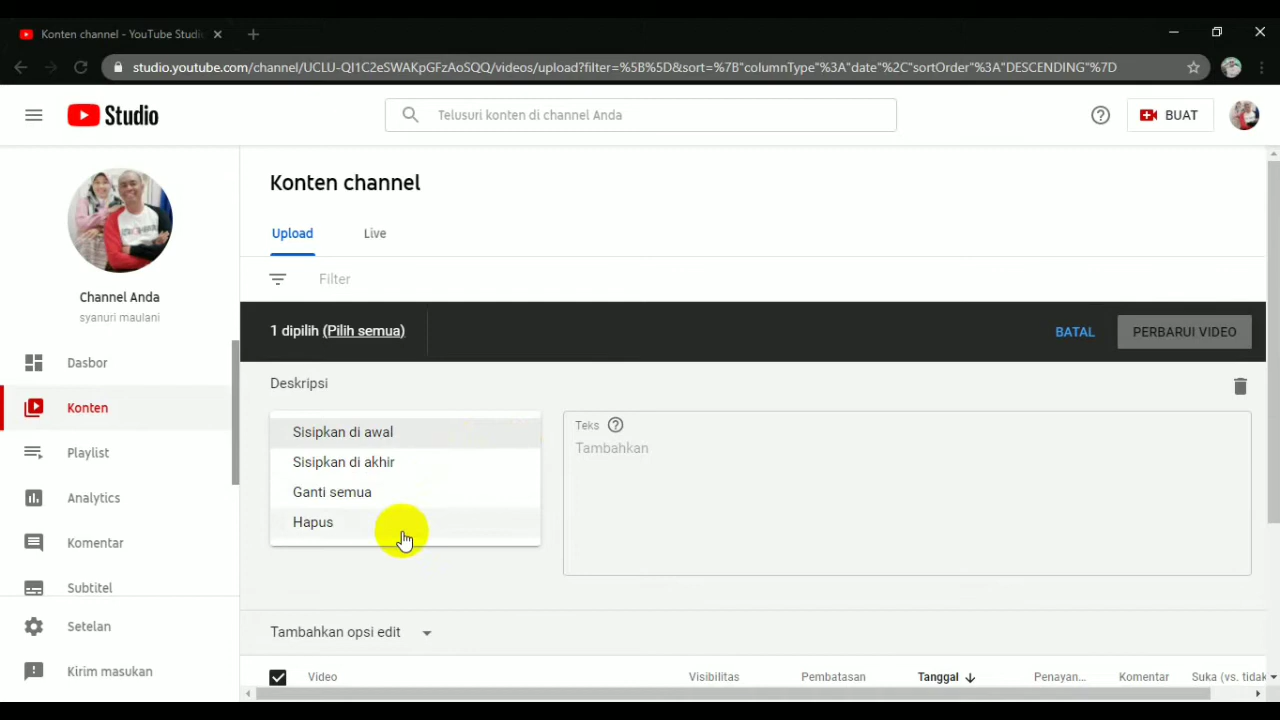 Konten channel - YouTube Studi
studio.youtube.com/channel/UCLU-QI1C2eSWAKpGFzAoSQQ/videos/upload?filter=%5B%5D&sort=%7B"columnType"%3A"date"%2C"sortOrder"%3A"DESCENDING"%7D
Studio
Telusuri konten di channel Anda
BUAT
Channel Anda
syanuri maulani
Dasbor
Konten
Playlist
Analytics
Komentar
Subtitel
Setelan
Kirim masukan
Konten channel
Upload Live
Filter
1 dipilih (Pilih semua)
BATAL
PERBARUI VIDEO
Deskripsi
Sisipkan di awal
Sisipkan di akhir
Ganti semua
Hapus
Teks
Tambahkan
Tambahkan opsi edit
Video Visibilitas Pembatasan Tanggal Penayan... Komentar Suka (vs. tidak